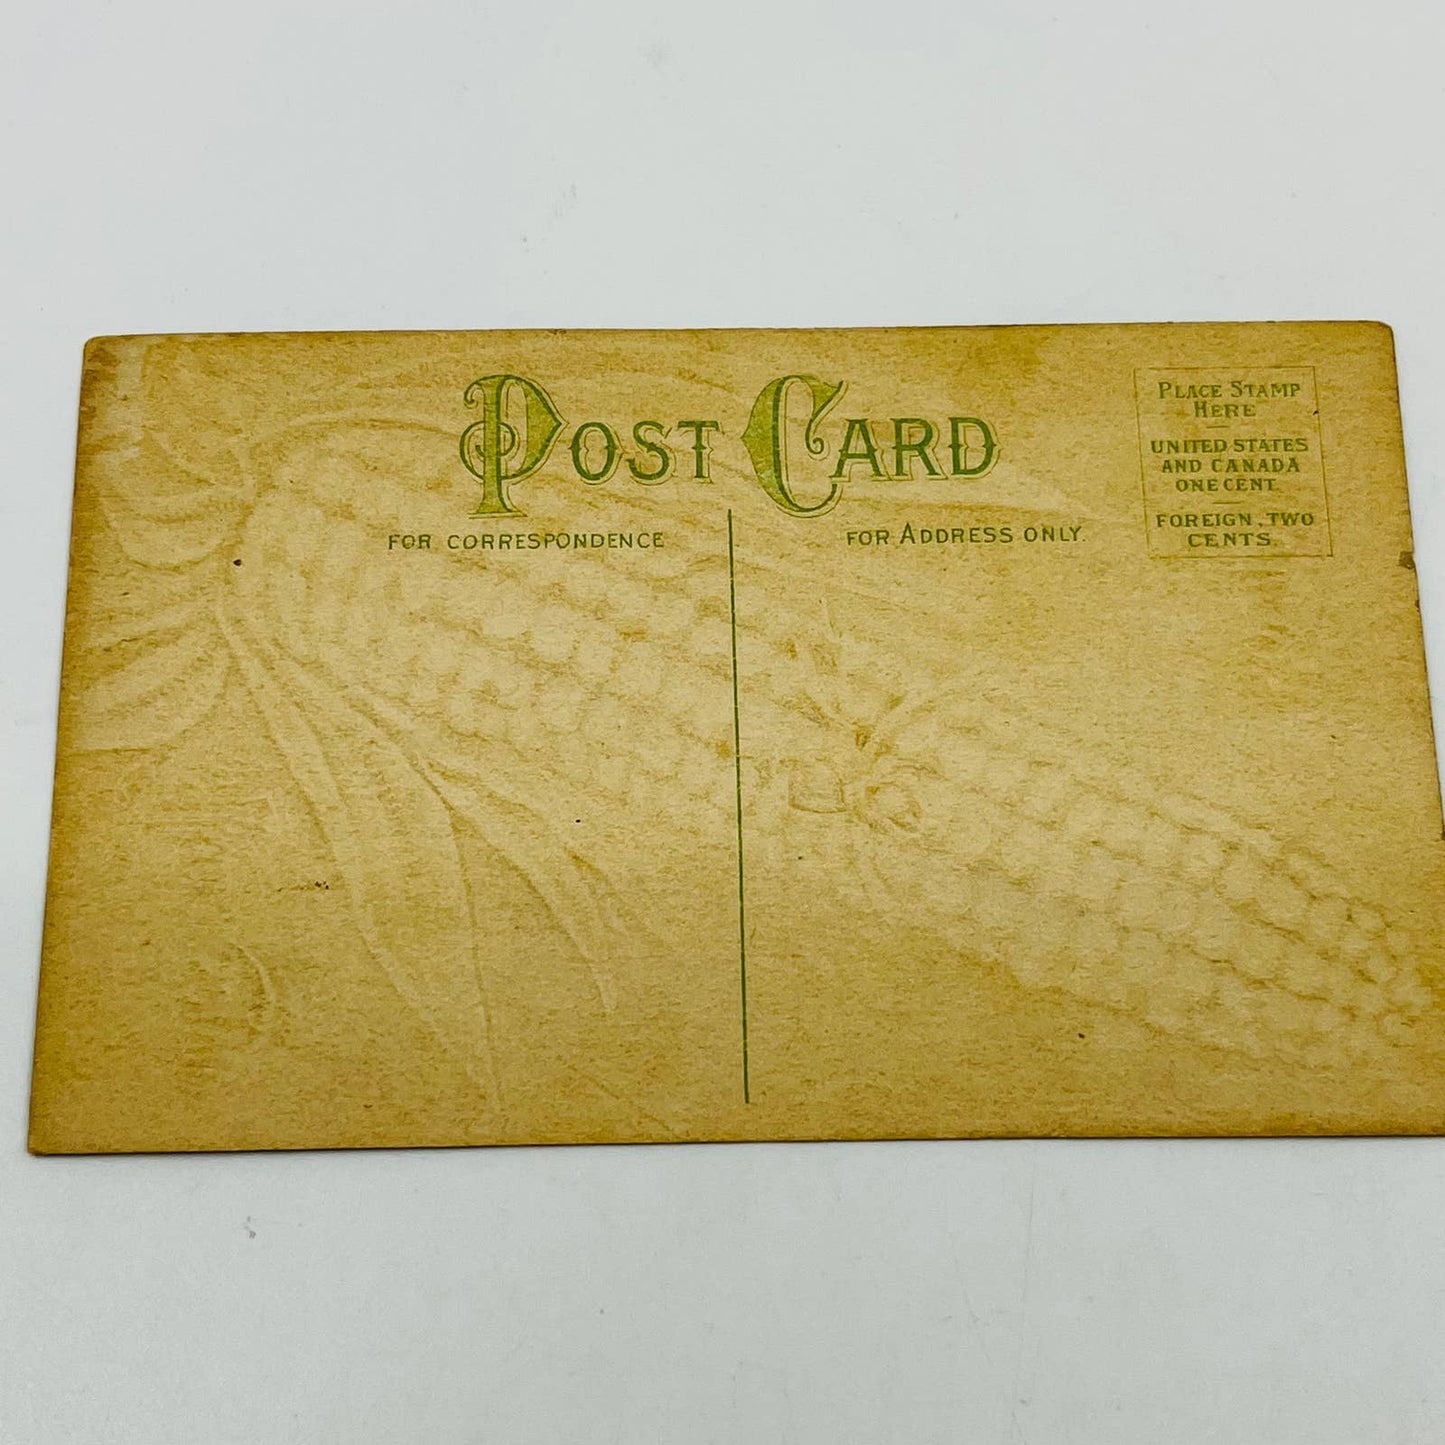 POST CARD
FOR CORRESPONDENCE
FOR ADDRESS ONLY.
PLACE STAMP
HERE
UNITED STATES
AND CANADA
ONE CENT.
FOREIGN, TWO
CENTS.